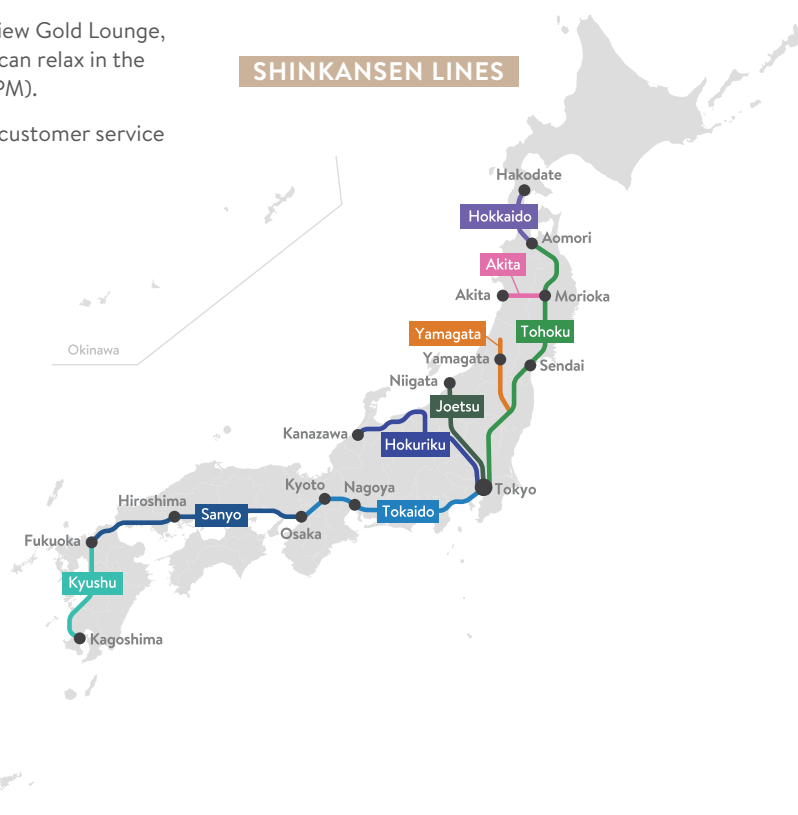 iew Gold Lounge,
can relax in the
PM).
customer service
SHINKANSEN LINES
Hakodate
Hokkaido
Aomori
Akita
Akita
Morioka
Yamagata
Tohoku
Yamagata
Sendai
Okinawa
Niigata
Joetsu
Kanazawa
Hokuriku
Kyoto
Nagoya
Tokyo
Hiroshima
Sanyo
Tokaido
Osaka
Fukuoka
Kyushu
Kagoshima